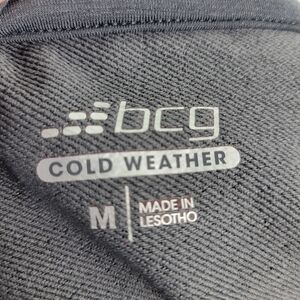 bcg
COLD WEATHER
M
MADE IN
LESOTHO